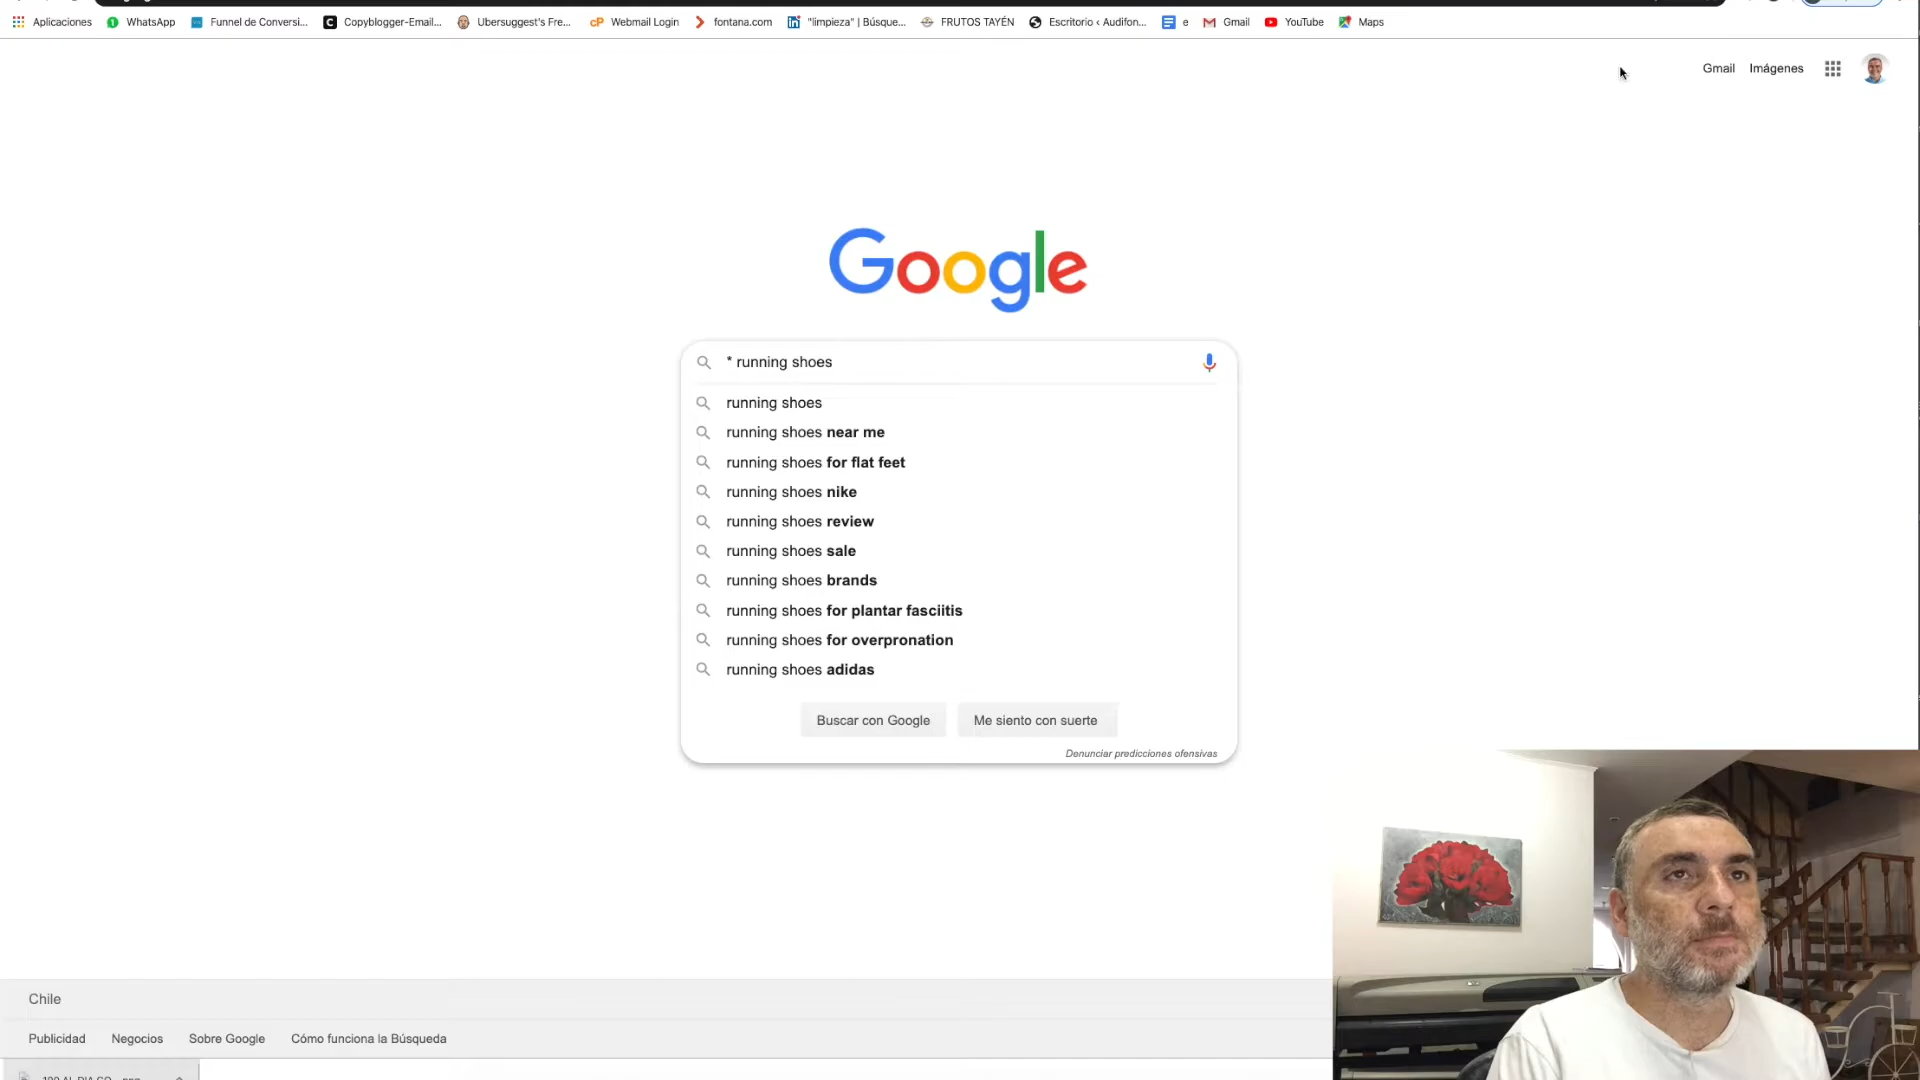 Aplicaciones WhatsApp Funnel de Conversi... Copyblogger-Email... Ubersuggest's Fre... Webmail Login fontana.com "limpieza" | Búsque... FRUTOS TAYÉN Escritorio ‹ Audifon... e Gmail YouTube Maps
Gmail Imágenes
Google
* running shoes
running shoes
running shoes near me
running shoes for flat feet
running shoes nike
running shoes review
running shoes sale
running shoes brands
running shoes for plantar fasciitis
running shoes for overpronation
running shoes adidas
Buscar con Google Me siento con suerte
Denunciar predicciones ofensivas
Chile
Publicidad Negocios Sobre Google Cómo funciona la Búsqueda